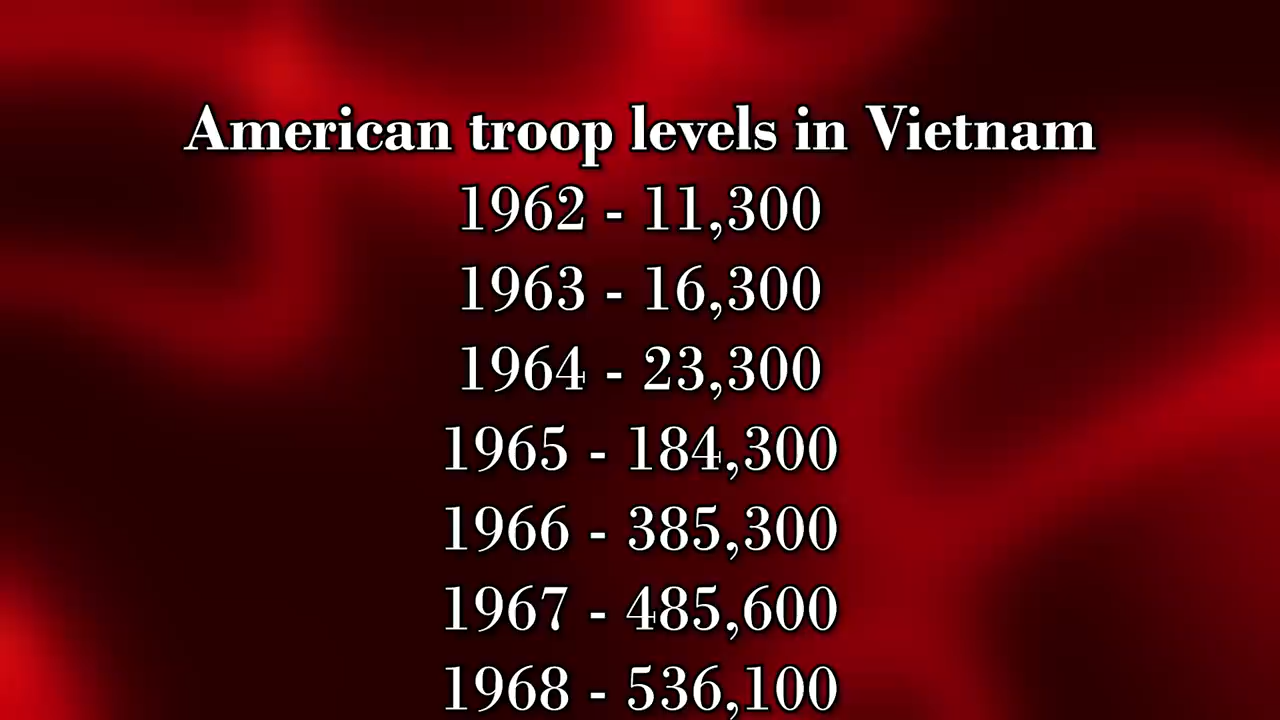 American troop levels in Vietnam
1962 - 11,300
1963 - 16,300
1964 - 23,300
1965 - 184,300
1966 - 385,300
1967 - 485,600
1968 - 536,100